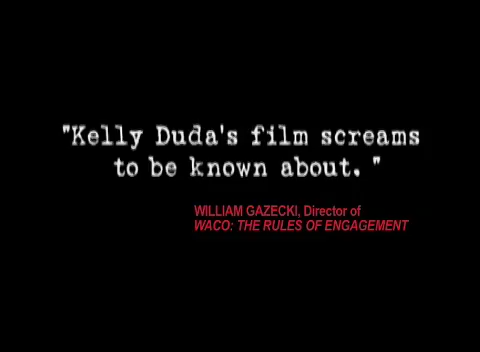 "Kelly Duda's film screams
to be known about. "
WILLIAM GAZECKI, Director of
WACO: THE RULES OF ENGAGEMENT